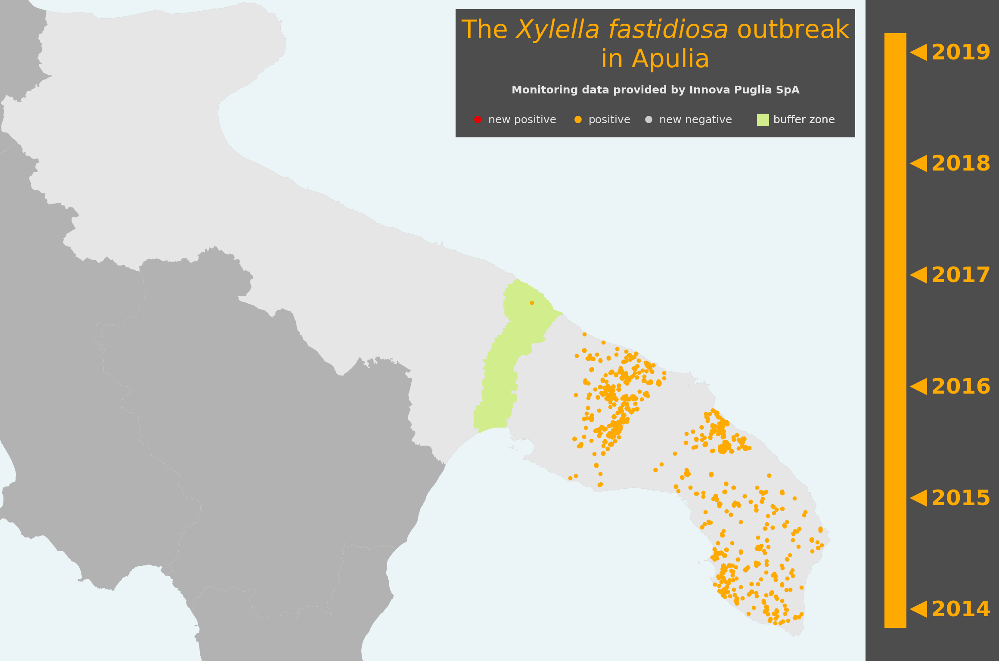 The Xylella fastidiosa outbreak
in Apulia
Monitoring data provided by Innova Puglia SpA
new positive positive new negative buffer zone
2019
2018
2017
2016
2015
2014